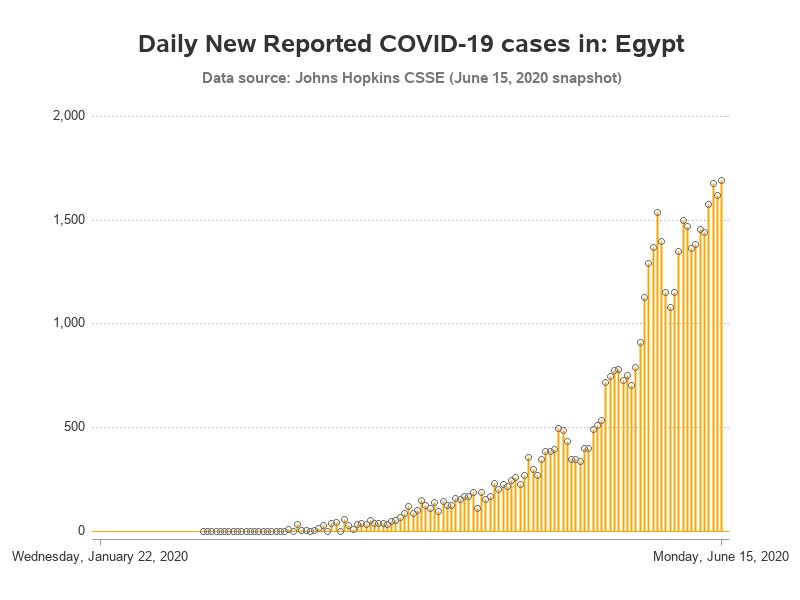 Daily New Reported COVID-19 cases in: Egypt
Data source: Johns Hopkins CSSE (June 15, 2020 snapshot)
2,000
1,500
1,000
500
0
Wednesday, January 22, 2020
Monday, June 15, 2020